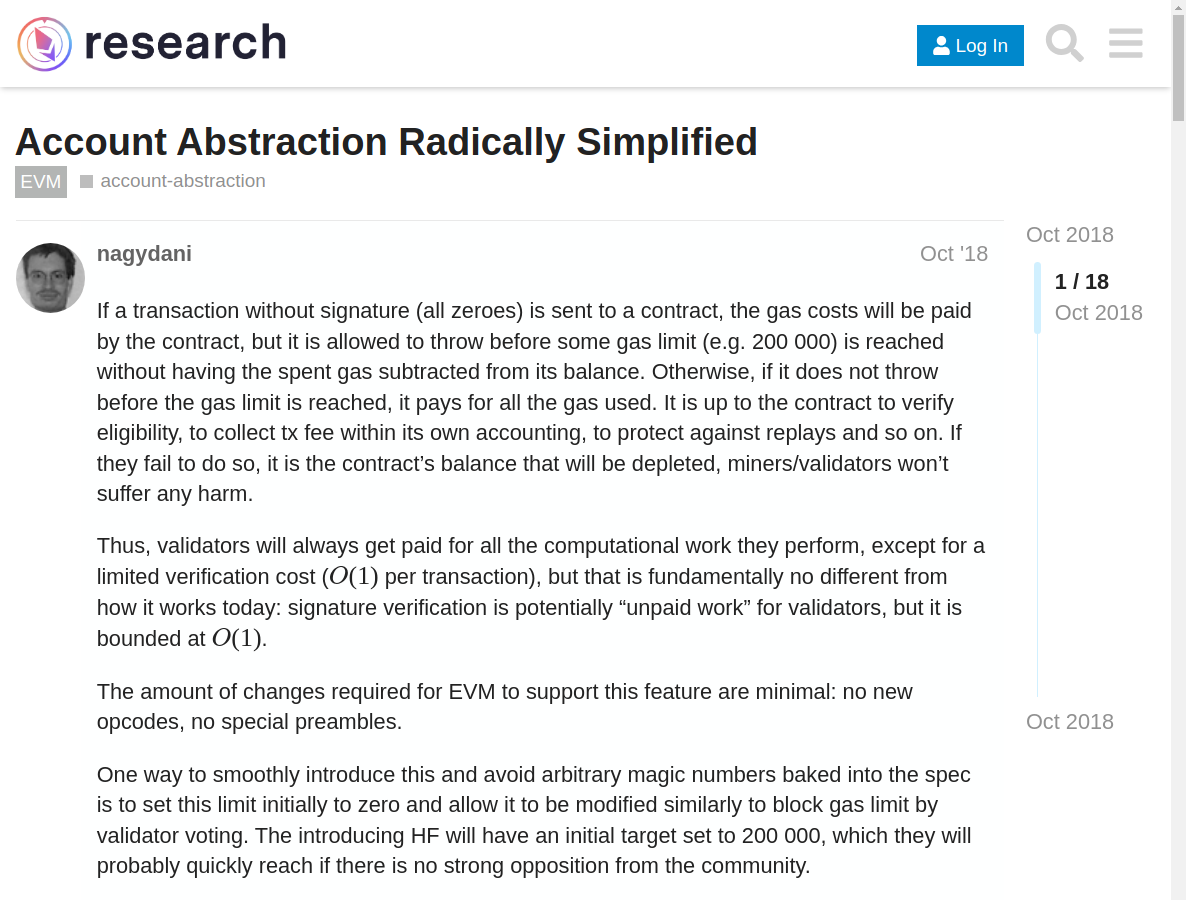 research
Log In
Account Abstraction Radically Simplified
EVM
account-abstraction
Oct 2018
nagydani
Oct '18
1 / 18
Oct 2018
If a transaction without signature (all zeroes) is sent to a contract, the gas costs will be paid
by the contract, but it is allowed to throw before some gas limit (e.g. 200 000) is reached
without having the spent gas subtracted from its balance. Otherwise, if it does not throw
before the gas limit is reached, it pays for all the gas used. It is up to the contract to verify
eligibility, to collect tx fee within its own accounting, to protect against replays and so on. If
they fail to do so, it is the contract’s balance that will be depleted, miners/validators won’t
suffer any harm.
Thus, validators will always get paid for all the computational work they perform, except for a
limited verification cost (O(1) per transaction), but that is fundamentally no different from
how it works today: signature verification is potentially “unpaid work” for validators, but it is
bounded at O(1).
The amount of changes required for EVM to support this feature are minimal: no new
opcodes, no special preambles.
Oct 2018
One way to smoothly introduce this and avoid arbitrary magic numbers baked into the spec
is to set this limit initially to zero and allow it to be modified similarly to block gas limit by
validator voting. The introducing HF will have an initial target set to 200 000, which they will
probably quickly reach if there is no strong opposition from the community.